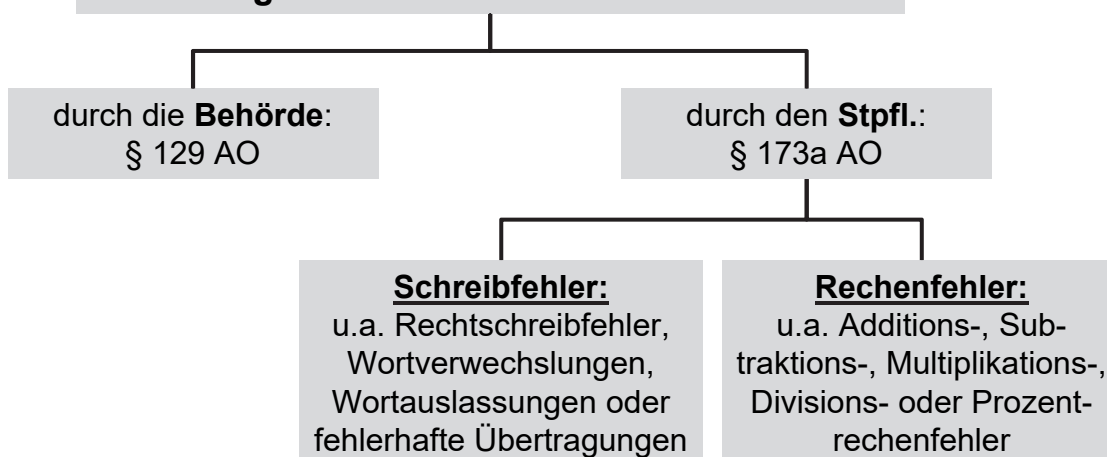 durch die Behörde:
§ 129 AO
durch den Stpfl.:
§ 173a AO
Schreibfehler:
u.a. Rechtschreibfehler,
Wortverwechslungen,
Wortauslassungen oder
fehlerhafte Übertragungen
Rechenfehler:
u.a. Additions-, Sub-
traktions-, Multiplikations-,
Divisions- oder Prozent-
rechenfehler